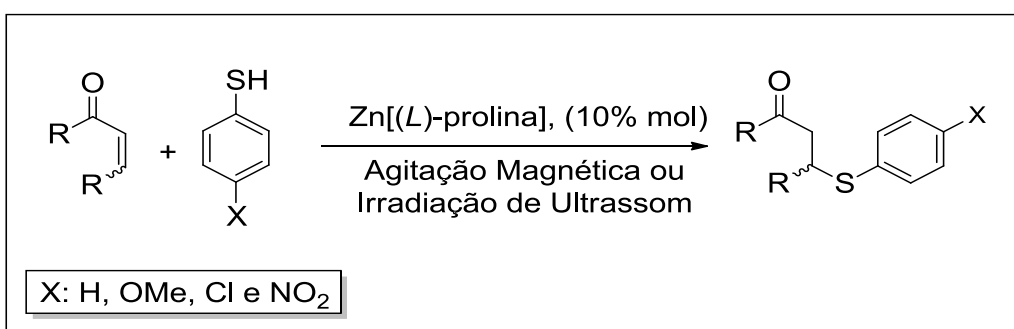 O
R
R
+
SH
X
Zn[(L)-prolina], (10% mol)
Agitação Magnética ou
Irradiação de Ultrassom
O
R
R
S
X
X: H, OMe, Cl e NO₂